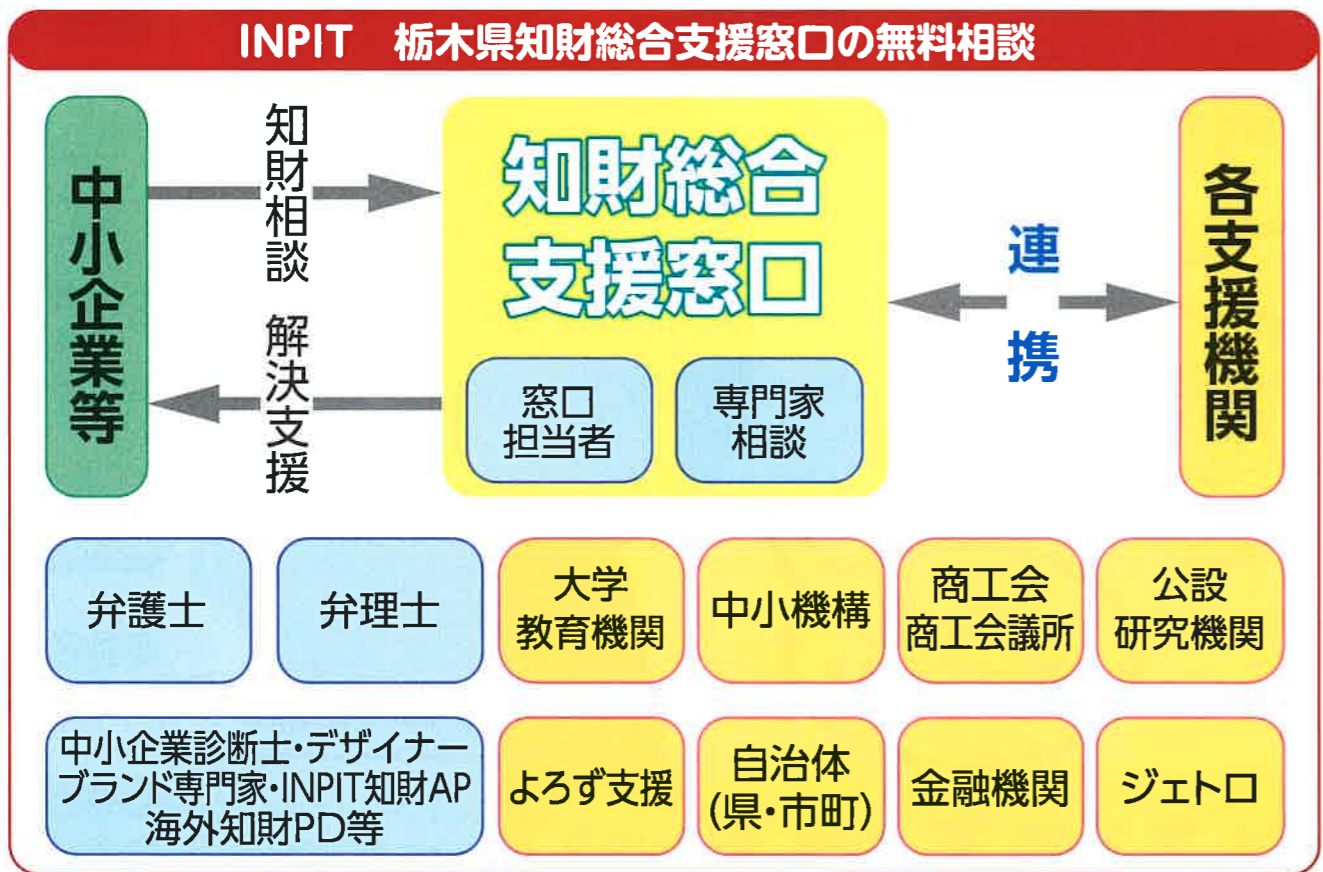 INPIT 栃木県知財総合支援窓口の無料相談
中小企業等
知財相談
解決支援
知財総合
支援窓口
窓口
担当者
専門家
相談
連
携
各支援機関
弁護士
弁理士
大学
教育機関
中小機構
商工会
商工会議所
公設
研究機関
中小企業診断士・デザイナー
ブランド専門家・INPIT知財AP
海外知財PD等
よろず支援
自治体
(県・市町)
金融機関
ジェトロ